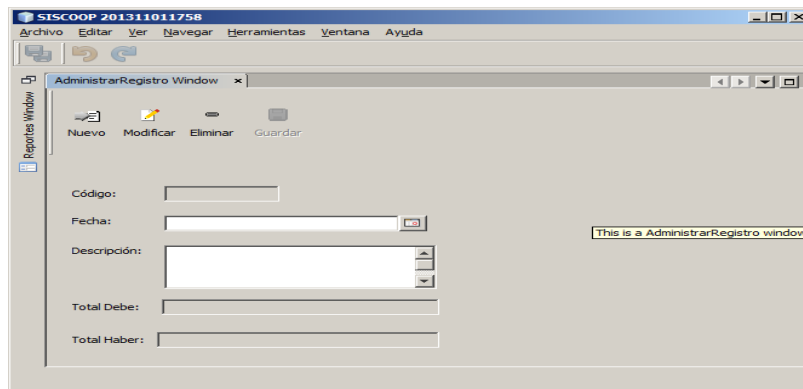 SISCOOP 201311011758
Archivo Editar Ver Navegar Herramientas Ventana Ayuda
AdministrarRegistro Window
Reportes Window
Nuevo Modificar Eliminar Guardar
Código:
Fecha:
This is a AdministrarRegistro window
Descripción:
Total Debe:
Total Haber: